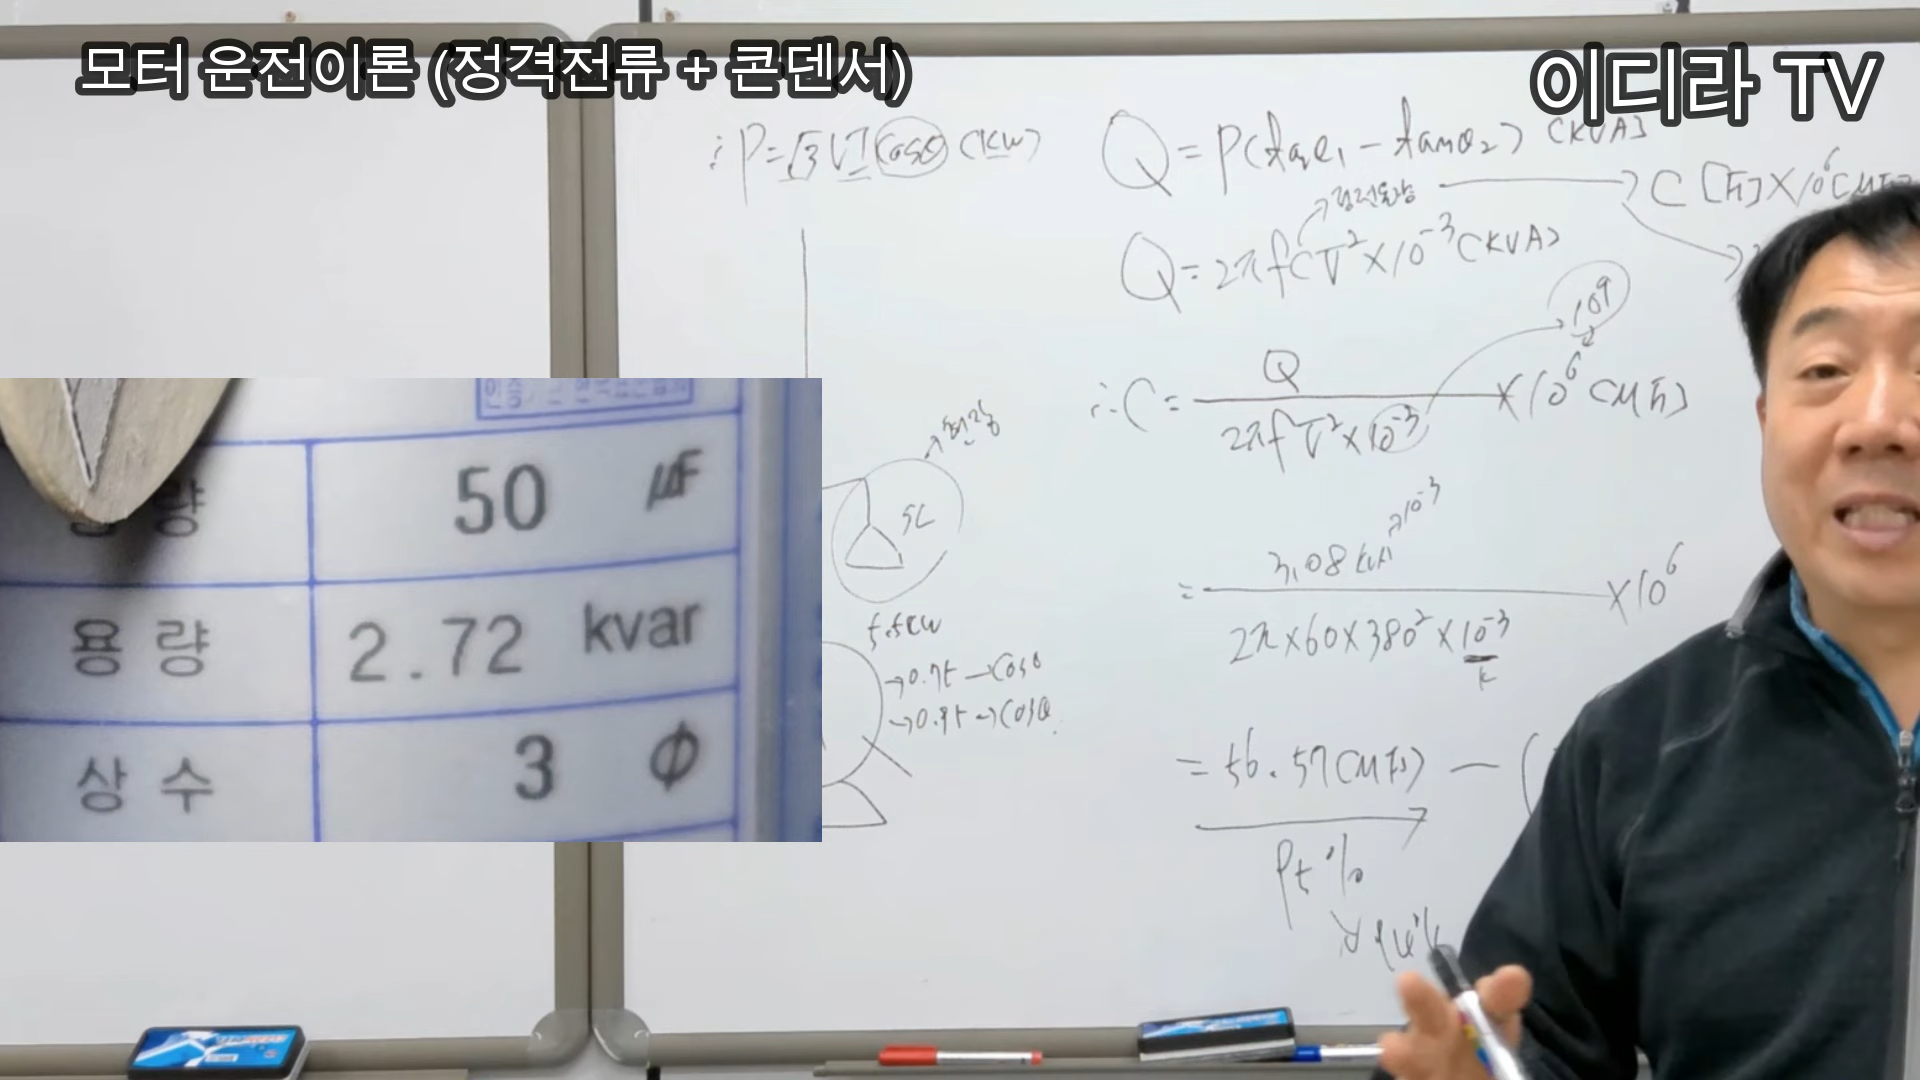 모터 운전이론 (정격전류 + 콘덴서)
이디라 TV
∴ P=√3 VI cosθ (KW)
Q = P(tanθ₁ - tanθ₂) (KVA)
C [F]×10⁶(μF)
Q = 2πfCV²×10⁻³(KVA)
10⁹
∴ C = Q / 2πfV²×10⁻³ ×10⁶ (μF)
SC
= 3.08 / 2π×60×380²×10⁻³ ×10⁶
k
5.5KW
→0.75 → Cosθ
→0.95 → Cosθ
= 56.57(μF) — (
50 μF
용 량 2.72 kvar
상 수 3 Φ